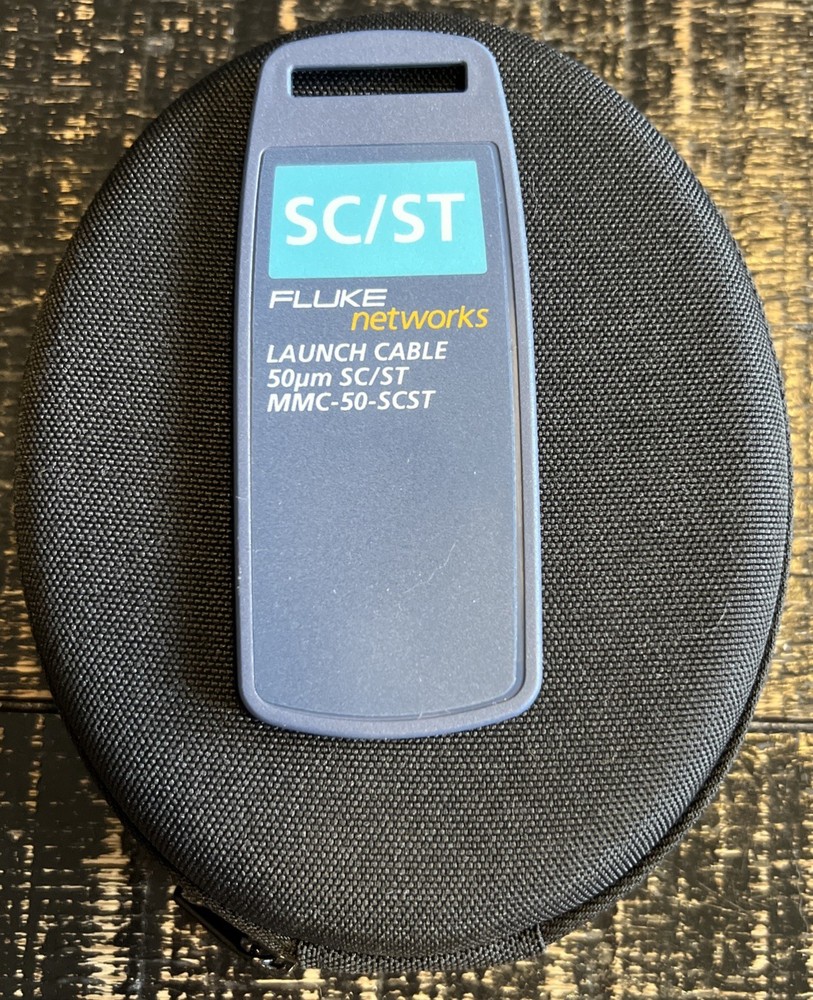 SC/ST
FLUKE
networks
LAUNCH CABLE
50µm SC/ST
MMC-50-SCST